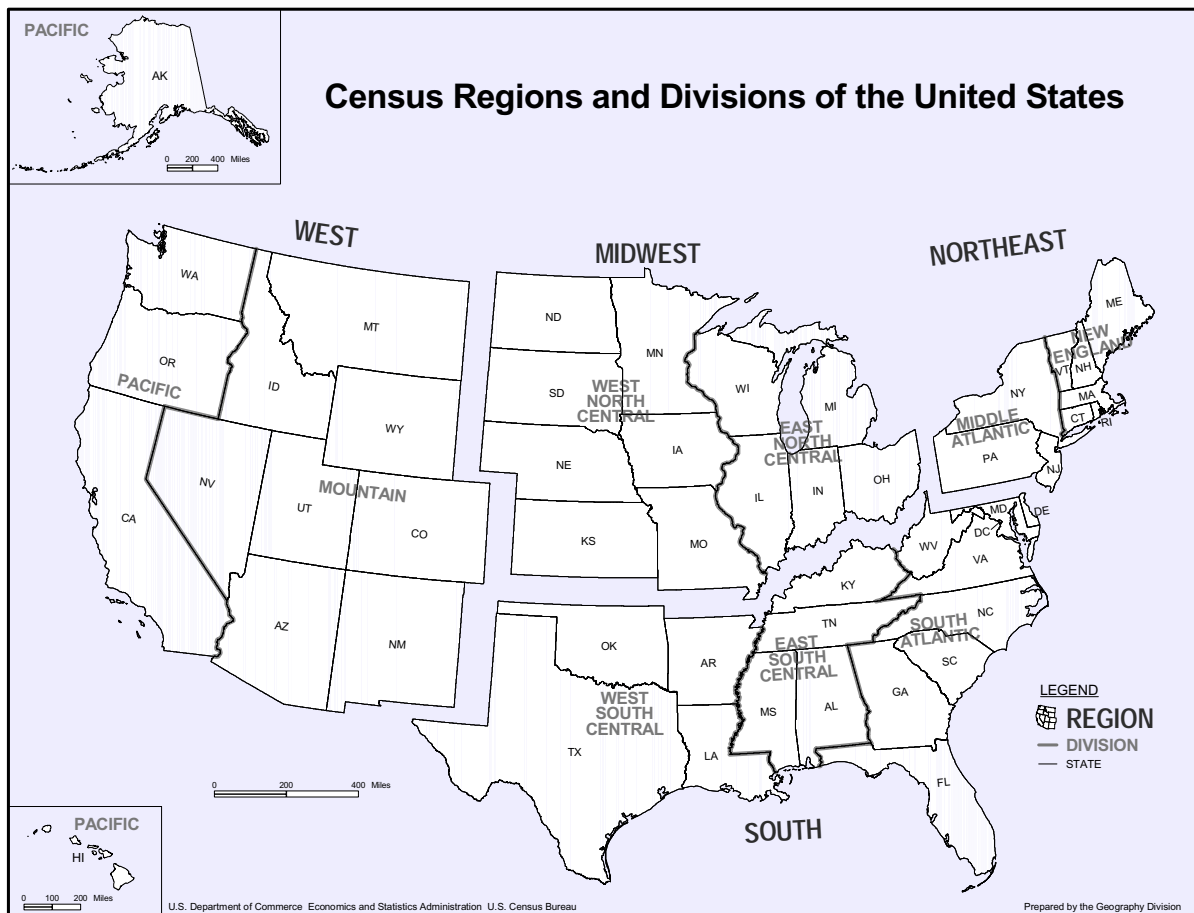 PACIFIC
AK
0 200 400 Miles
Census Regions and Divisions of the United States
WEST
MIDWEST
NORTHEAST
WA
MT
OR
ID
PACIFIC
WY
NV
MOUNTAIN
UT
CO
CA
AZ
NM
ND
MN
SD
WEST
NORTH
CENTRAL
IA
NE
KS
MO
WI
MI
EAST
NORTH
CENTRAL
IL
IN
OH
ME
NEW
ENGLAND
VT
NH
NY
MA
CT
RI
MIDDLE
ATLANTIC
PA
NJ
MD
DE
DC
WV
VA
KY
NC
TN
SOUTH
ATLANTIC
EAST
SOUTH
CENTRAL
SC
OK
AR
WEST
SOUTH
CENTRAL
MS
AL
GA
TX
LA
FL
SOUTH
LEGEND
REGION
DIVISION
STATE
0 200 400 Miles
PACIFIC
HI
0 100 200 Miles
U.S. Department of Commerce Economics and Statistics Administration U.S. Census Bureau
Prepared by the Geography Division